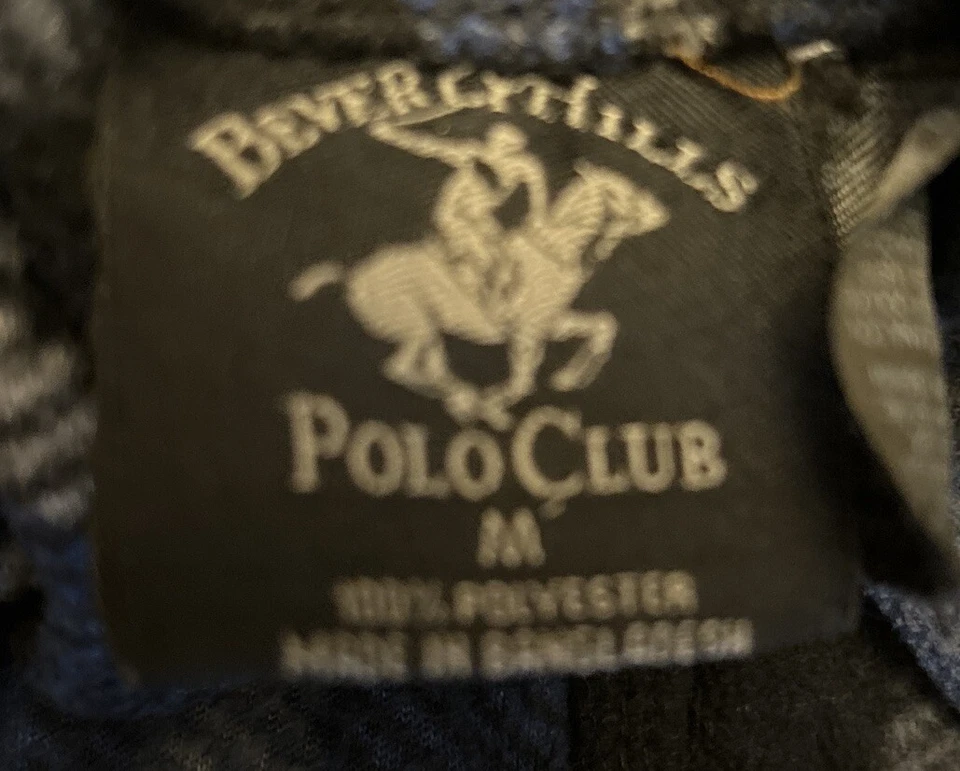 BEVERLY HILLS
POLO CLUB
M
100% POLYESTER
MADE IN BANGLADESH